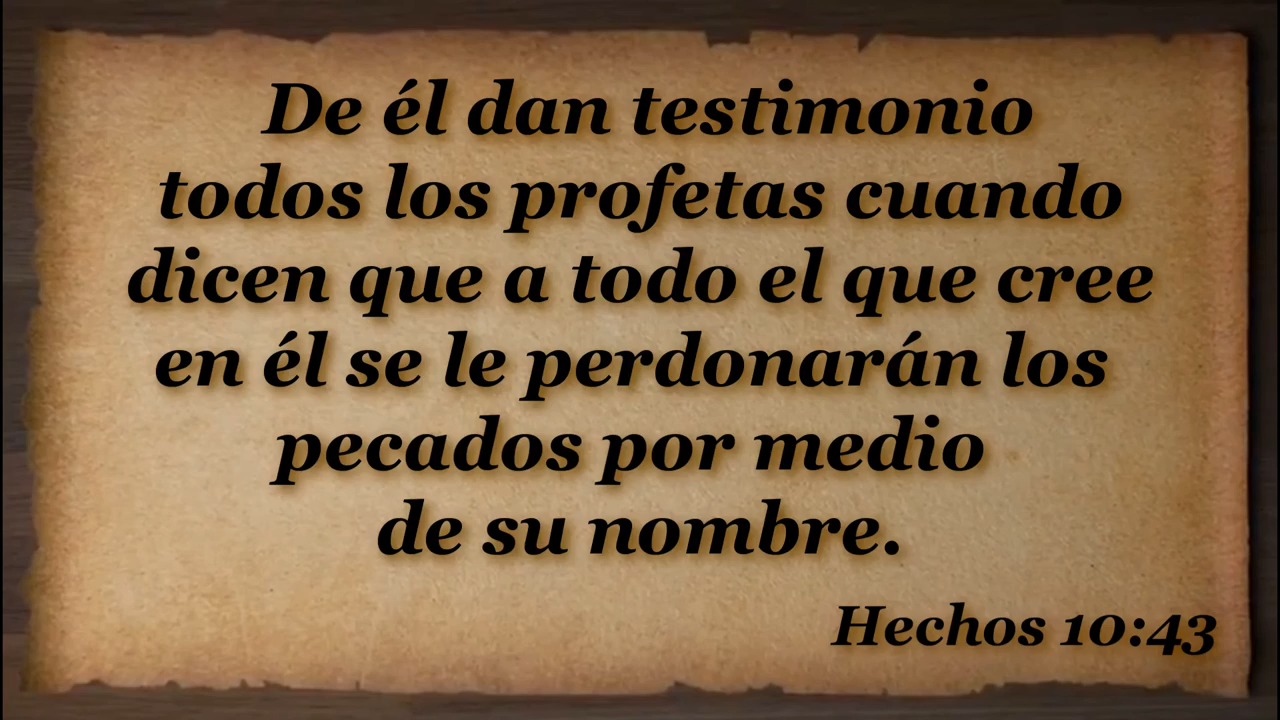 De él dan testimonio
todos los profetas cuando
dicen que a todo el que cree
en él se le perdonarán los
pecados por medio
de su nombre.
Hechos 10:43